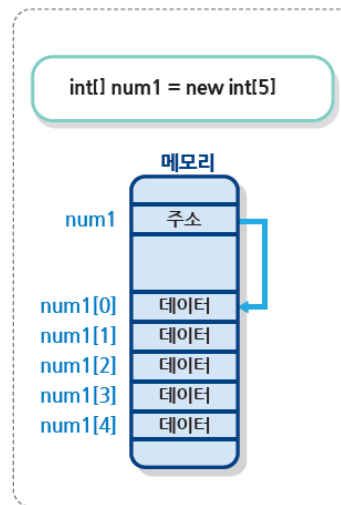 int[] num1 = new int[5]
메모리
num1 주소
num1[0] 데이터
num1[1] 데이터
num1[2] 데이터
num1[3] 데이터
num1[4] 데이터